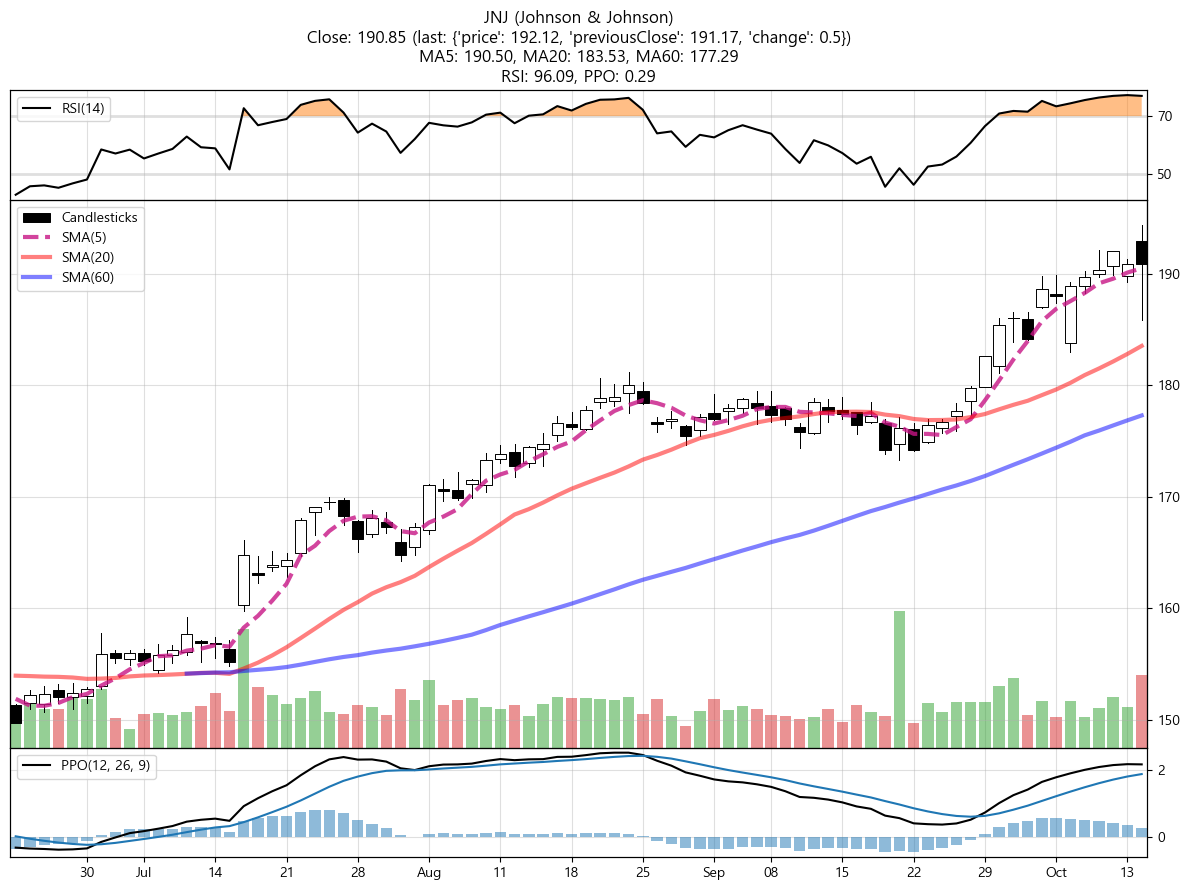 JNJ (Johnson & Johnson)
Close: 190.85 (last: {'price': 192.12, 'previousClose': 191.17, 'change': 0.5})
MA5: 190.50, MA20: 183.53, MA60: 177.29
RSI: 96.09, PPO: 0.29
RSI(14)
70
50
Candlesticks
SMA(5)
SMA(20)
SMA(60)
190
180
170
160
150
PPO(12, 26, 9)
2
0
30 Jul 14 21 28 Aug 11 18 25 Sep 08 15 22 29 Oct 13